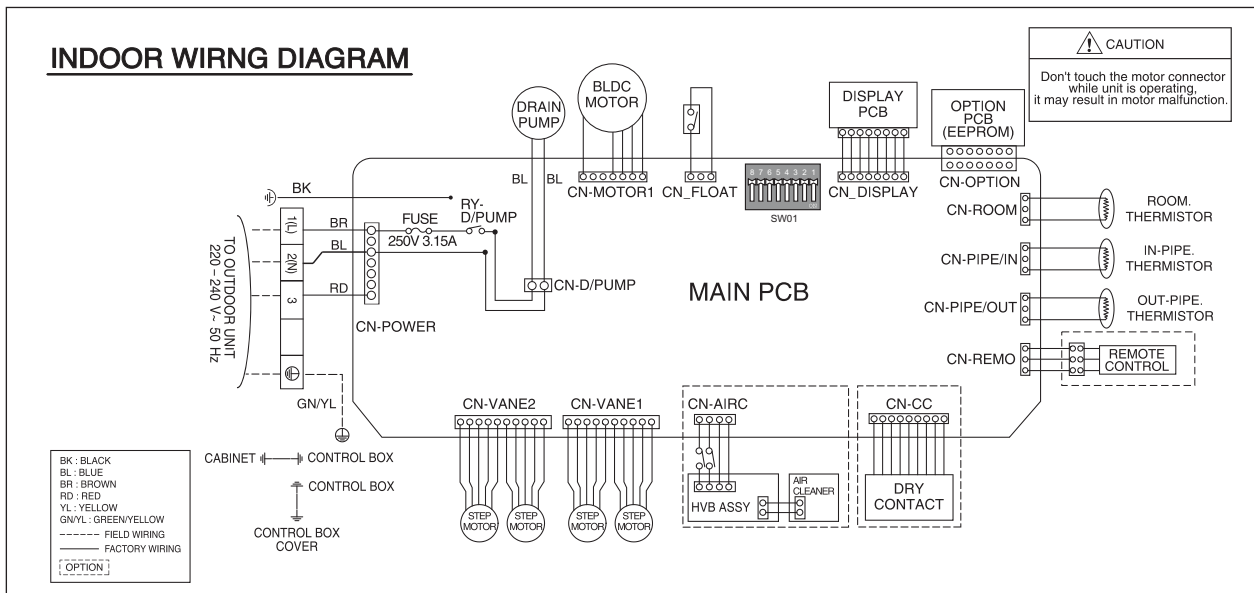 INDOOR WIRNG DIAGRAM
CAUTION
Don't touch the motor connector
while unit is operating,
it may result in motor malfunction.
DRAIN
PUMP
BLDC
MOTOR
DISPLAY
PCB
OPTION
PCB
(EEPROM)
BL
BL
CN-MOTOR1
CN_FLOAT
8 7 6 5 4 3 2 1
SW01
CN_DISPLAY
CN-OPTION
BK
BR
BL
RD
FUSE
250V 3.15A
RY-
D/PUMP
1(L)
2(N)
3
TO OUTDOOR UNIT
220-240 V~ 50 Hz
CN-POWER
CN-D/PUMP
MAIN PCB
CN-ROOM
ROOM.
THERMISTOR
CN-PIPE/IN
IN-PIPE.
THERMISTOR
CN-PIPE/OUT
OUT-PIPE.
THERMISTOR
CN-REMO
REMOTE
CONTROL
GN/YL
CABINET
CONTROL BOX
CONTROL BOX
CONTROL BOX
COVER
CN-VANE2
CN-VANE1
CN-AIRC
CN-CC
STEP
MOTOR
STEP
MOTOR
STEP
MOTOR
STEP
MOTOR
HVB ASSY
AIR
CLEANER
DRY
CONTACT
BK : BLACK
BL : BLUE
BR : BROWN
RD : RED
YL : YELLOW
GN/YL : GREEN/YELLOW
FIELD WIRING
FACTORY WIRING
OPTION